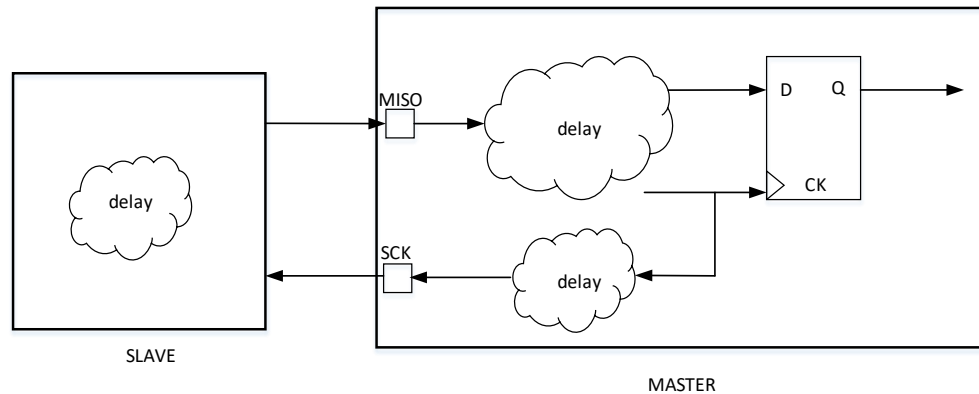 MISO
delay
D Q
delay
CK
SCK
delay
SLAVE
MASTER